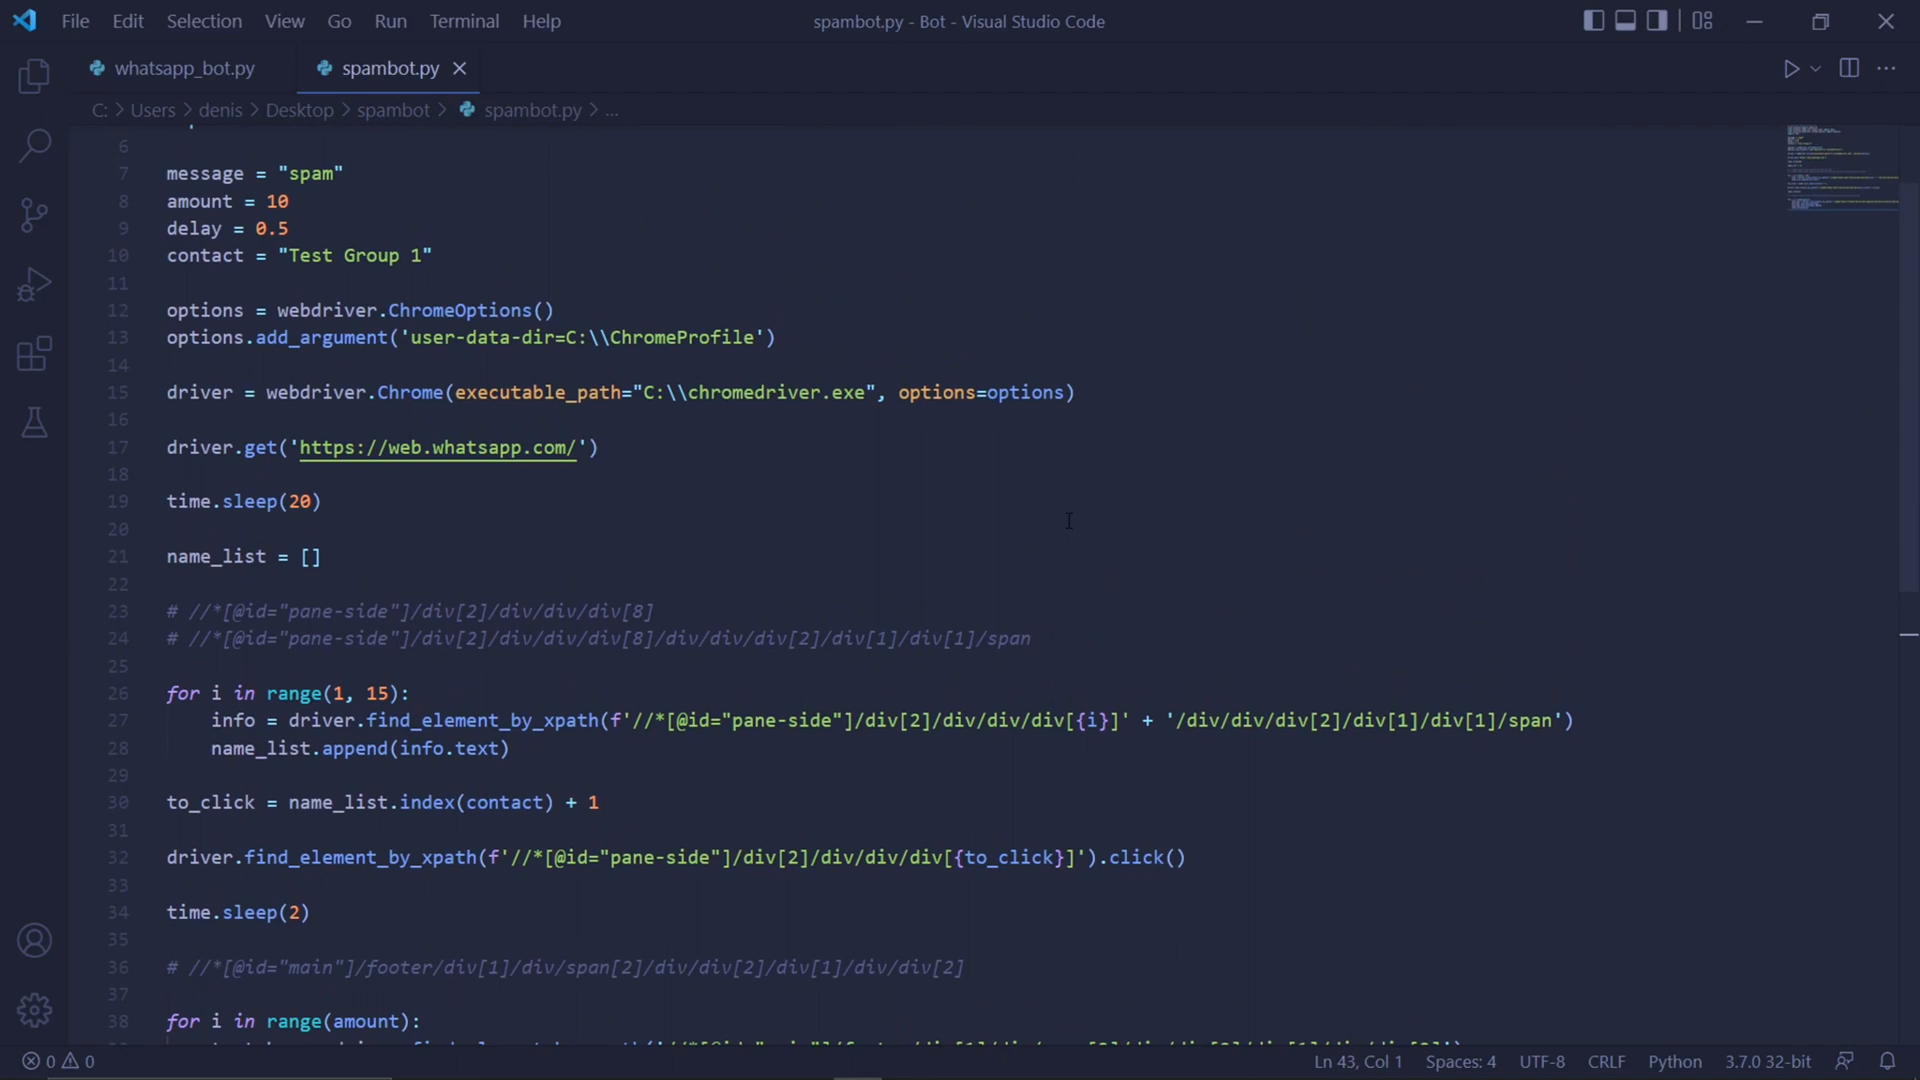 File Edit Selection View Go Run Terminal Help
spambot.py - Bot - Visual Studio Code
whatsapp_bot.py
spambot.py
C: > Users > denis > Desktop > spambot > spambot.py > ...
6
7 message = "spam"
8 amount = 10
9 delay = 0.5
10 contact = "Test Group 1"
11
12 options = webdriver.ChromeOptions()
13 options.add_argument('user-data-dir=C:\\ChromeProfile')
14
15 driver = webdriver.Chrome(executable_path="C:\\chromedriver.exe", options=options)
16
17 driver.get('https://web.whatsapp.com/')
18
19 time.sleep(20)
20
21 name_list = []
22
23 # //*[@id="pane-side"]/div[2]/div/div/div[8]
24 # //*[@id="pane-side"]/div[2]/div/div/div[8]/div/div/div[2]/div[1]/div[1]/span
25
26 for i in range(1, 15):
27 info = driver.find_element_by_xpath(f'//*[@id="pane-side"]/div[2]/div/div/div[{i}]' + '/div/div/div[2]/div[1]/div[1]/span')
28 name_list.append(info.text)
29
30 to_click = name_list.index(contact) + 1
31
32 driver.find_element_by_xpath(f'//*[@id="pane-side"]/div[2]/div/div/div[{to_click}]').click()
33
34 time.sleep(2)
35
36 # //*[@id="main"]/footer/div[1]/div/span[2]/div/div[2]/div[1]/div/div[2]
37
38 for i in range(amount):
0 0
Ln 43, Col 1 Spaces: 4 UTF-8 CRLF Python 3.7.0 32-bit